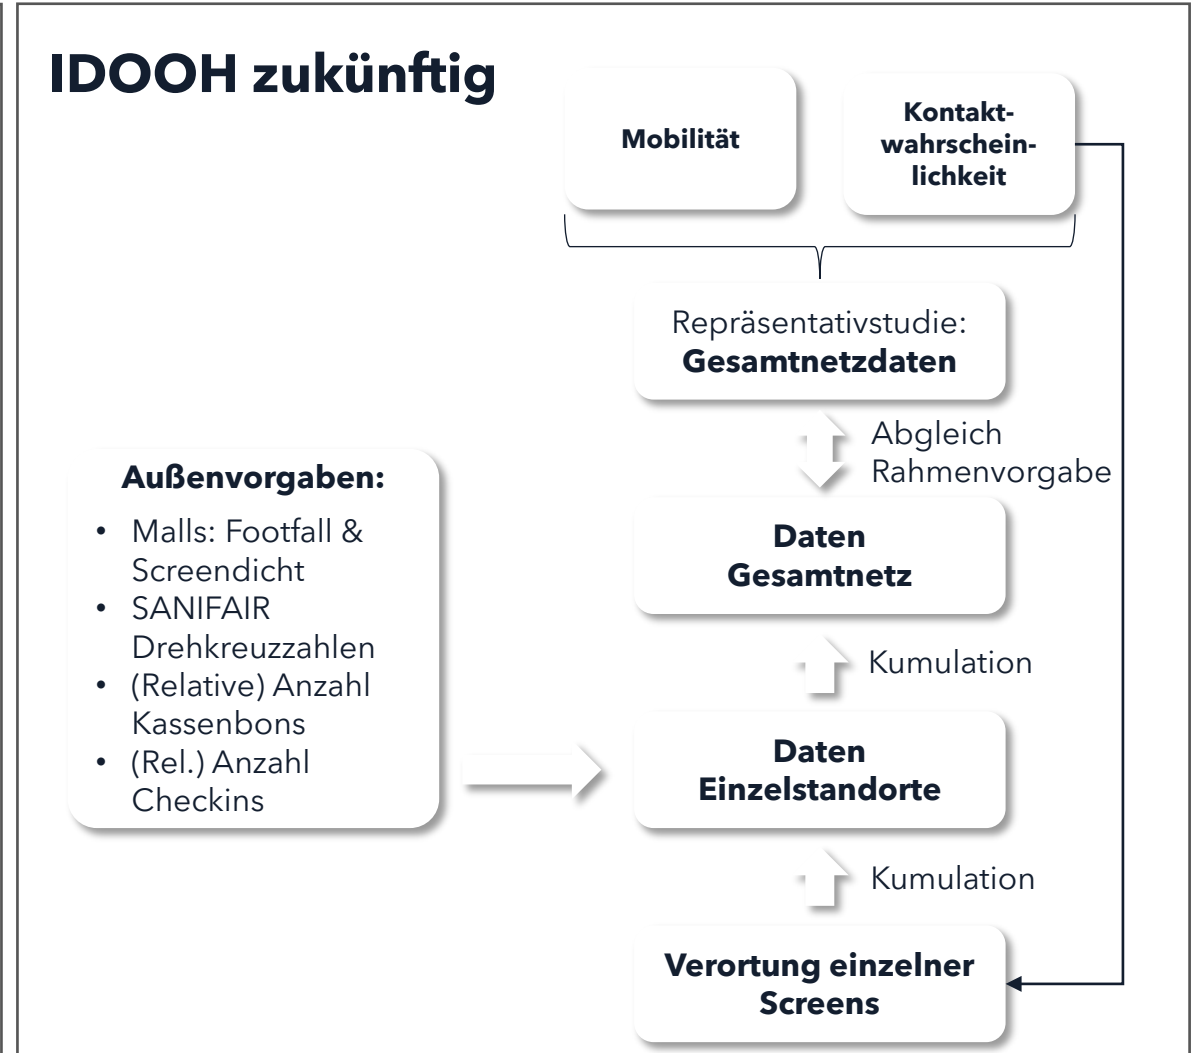 IDOOH zukünftig
Mobilität
Kontakt-
wahrschein-
lichkeit
Repräsentativstudie:
Gesamtnetzdaten
Abgleich
Rahmenvorgabe
Außenvorgaben:
• Malls: Footfall &
Screendicht
• SANIFAIR
Drehkreuzzahlen
• (Relative) Anzahl
Kassenbons
• (Rel.) Anzahl
Checkins
Daten
Gesamtnetz
Kumulation
Daten
Einzelstandorte
Kumulation
Verortung einzelner
Screens